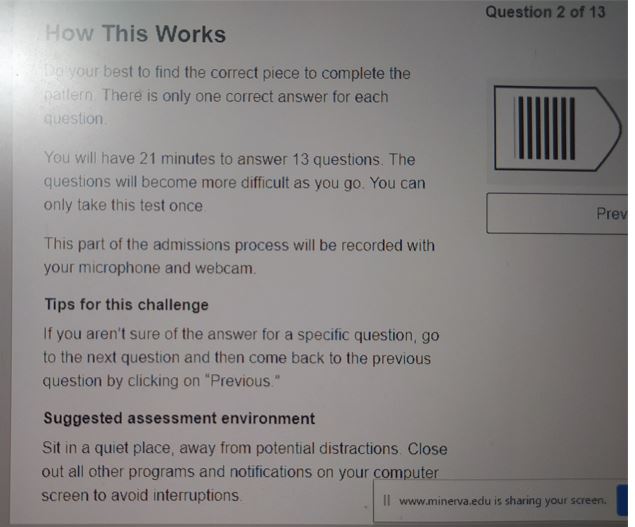 How This Works
Do your best to find the correct piece to complete the
pattern. There is only one correct answer for each
question.
You will have 21 minutes to answer 13 questions. The
questions will become more difficult as you go. You can
only take this test once.
This part of the admissions process will be recorded with
your microphone and webcam.
Tips for this challenge
If you aren't sure of the answer for a specific question, go
to the next question and then come back to the previous
question by clicking on "Previous."
Suggested assessment environment
Sit in a quiet place, away from potential distractions. Close
out all other programs and notifications on your computer
screen to avoid interruptions.
Question 2 of 13
Prev
www.minerva.edu is sharing your screen.